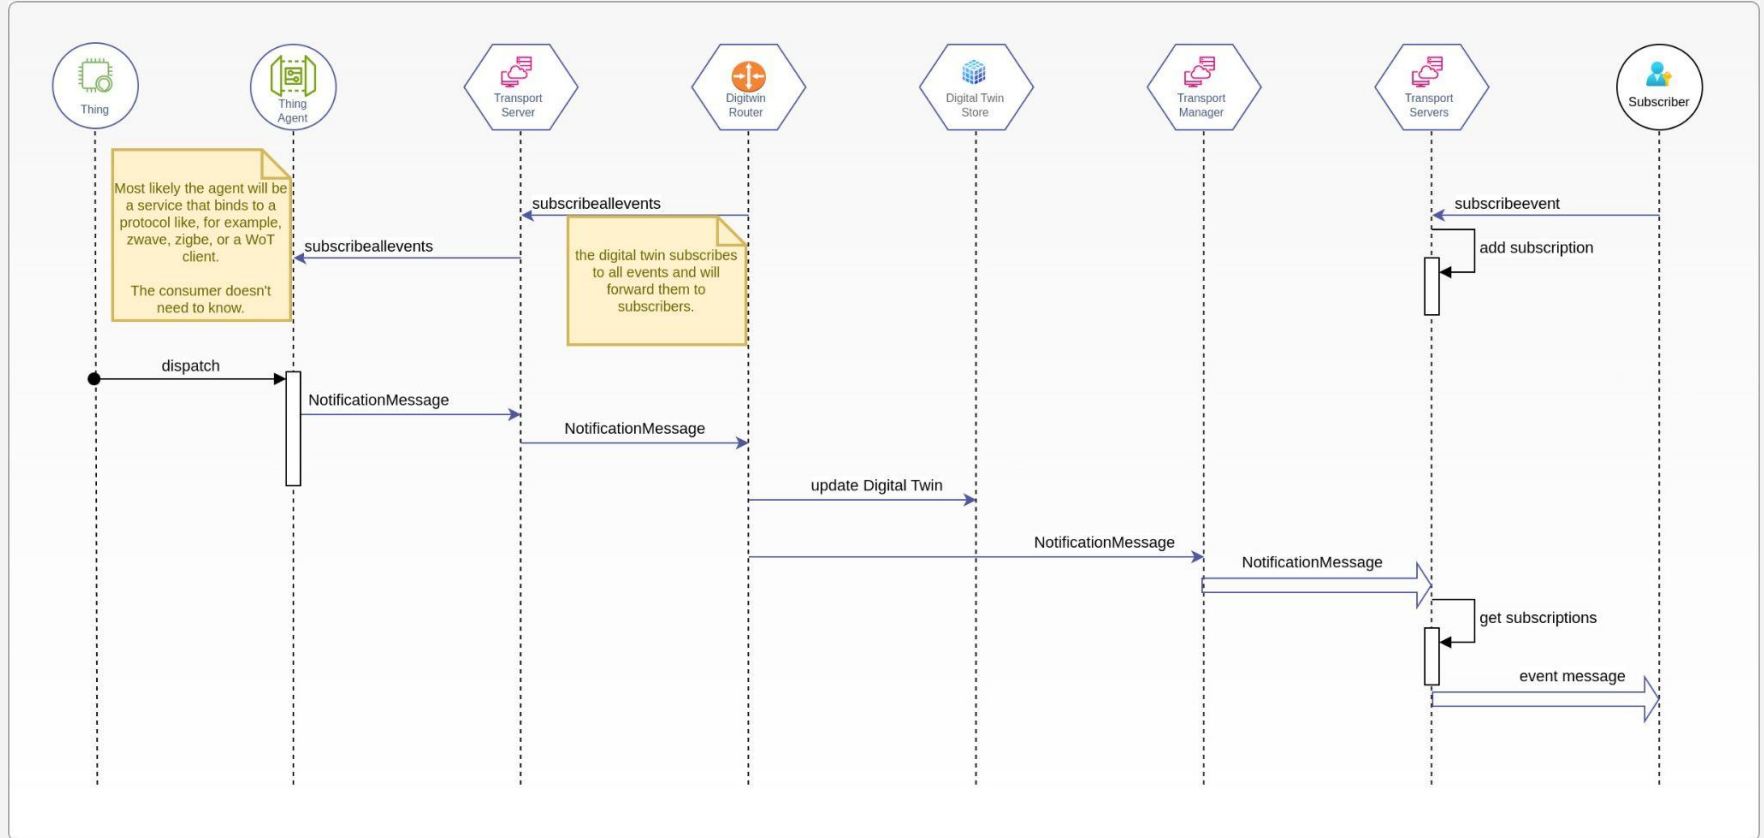 Thing
Thing
Agent
Transport
Server
Digitwin
Router
Digital Twin
Store
Transport
Manager
Transport
Servers
Subscriber
Most likely the agent will be
a service that binds to a
protocol like, for example,
zwave, zigbe, or a WoT
client.
The consumer doesn't
need to know.
subscribeallevents
subscribeevent
subscribeallevents
the digital twin subscribes
to all events and will
forward them to
subscribers.
add subscription
dispatch
NotificationMessage
NotificationMessage
update Digital Twin
NotificationMessage
NotificationMessage
get subscriptions
event message